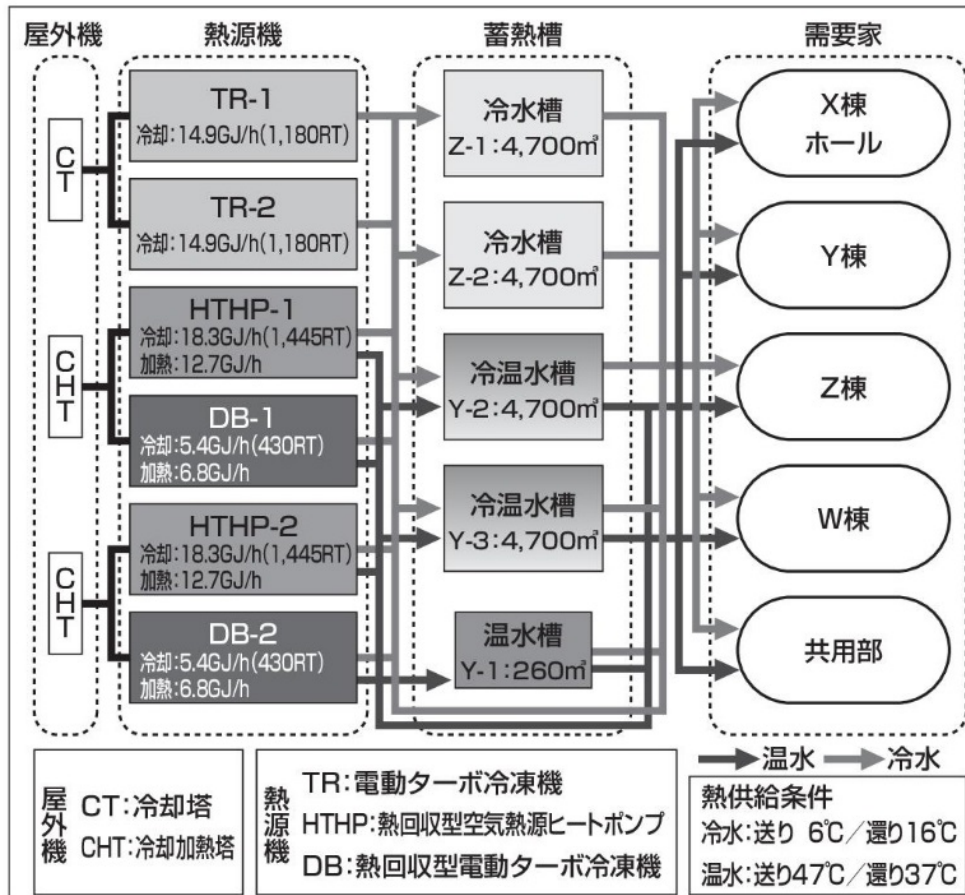 屋外機
熱源機
蓄熱槽
需要家
CT
CHT
CHT
TR-1
冷却:14.9GJ/h(1,180RT)
TR-2
冷却:14.9GJ/h(1,180RT)
HTHP-1
冷却:18.3GJ/h(1,445RT)
加熱:12.7GJ/h
DB-1
冷却:5.4GJ/h(430RT)
加熱:6.8GJ/h
HTHP-2
冷却:18.3GJ/h(1,445RT)
加熱:12.7GJ/h
DB-2
冷却:5.4GJ/h(430RT)
加熱:6.8GJ/h
冷水槽
Z-1:4,700㎥
冷水槽
Z-2:4,700㎥
冷温水槽
Y-2:4,700㎥
冷温水槽
Y-3:4,700㎥
温水槽
Y-1:260㎥
X棟
ホール
Y棟
Z棟
W棟
共用部
屋外機
CT:冷却塔
CHT:冷却加熱塔
熱源機
TR:電動ターボ冷凍機
HTHP:熱回収型空気熱源ヒートポンプ
DB:熱回収型電動ターボ冷凍機
温水
冷水
熱供給条件
冷水:送り 6℃/還り16℃
温水:送り47℃/還り37℃